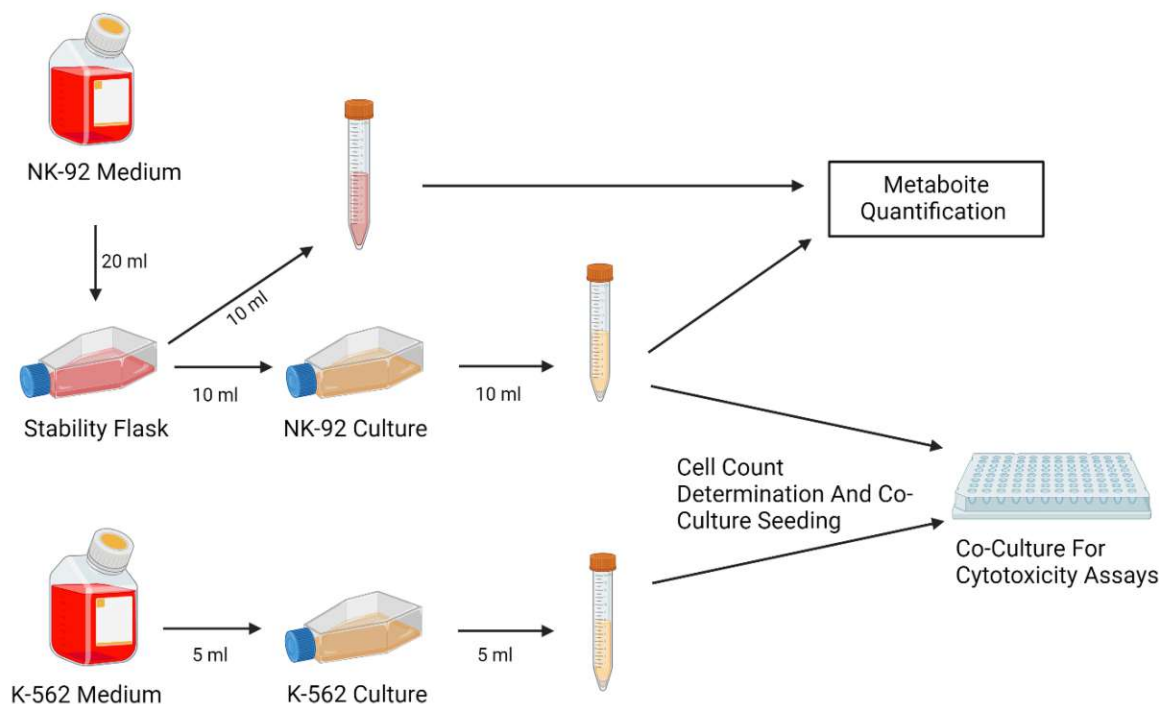 NK-92 Medium
20 ml
10 ml
Metaboite
Quantification
Stability Flask
10 ml
NK-92 Culture
10 ml
Cell Count
Determination And Co-
Culture Seeding
Co-Culture For
Cytotoxicity Assays
K-562 Medium
5 ml
K-562 Culture
5 ml